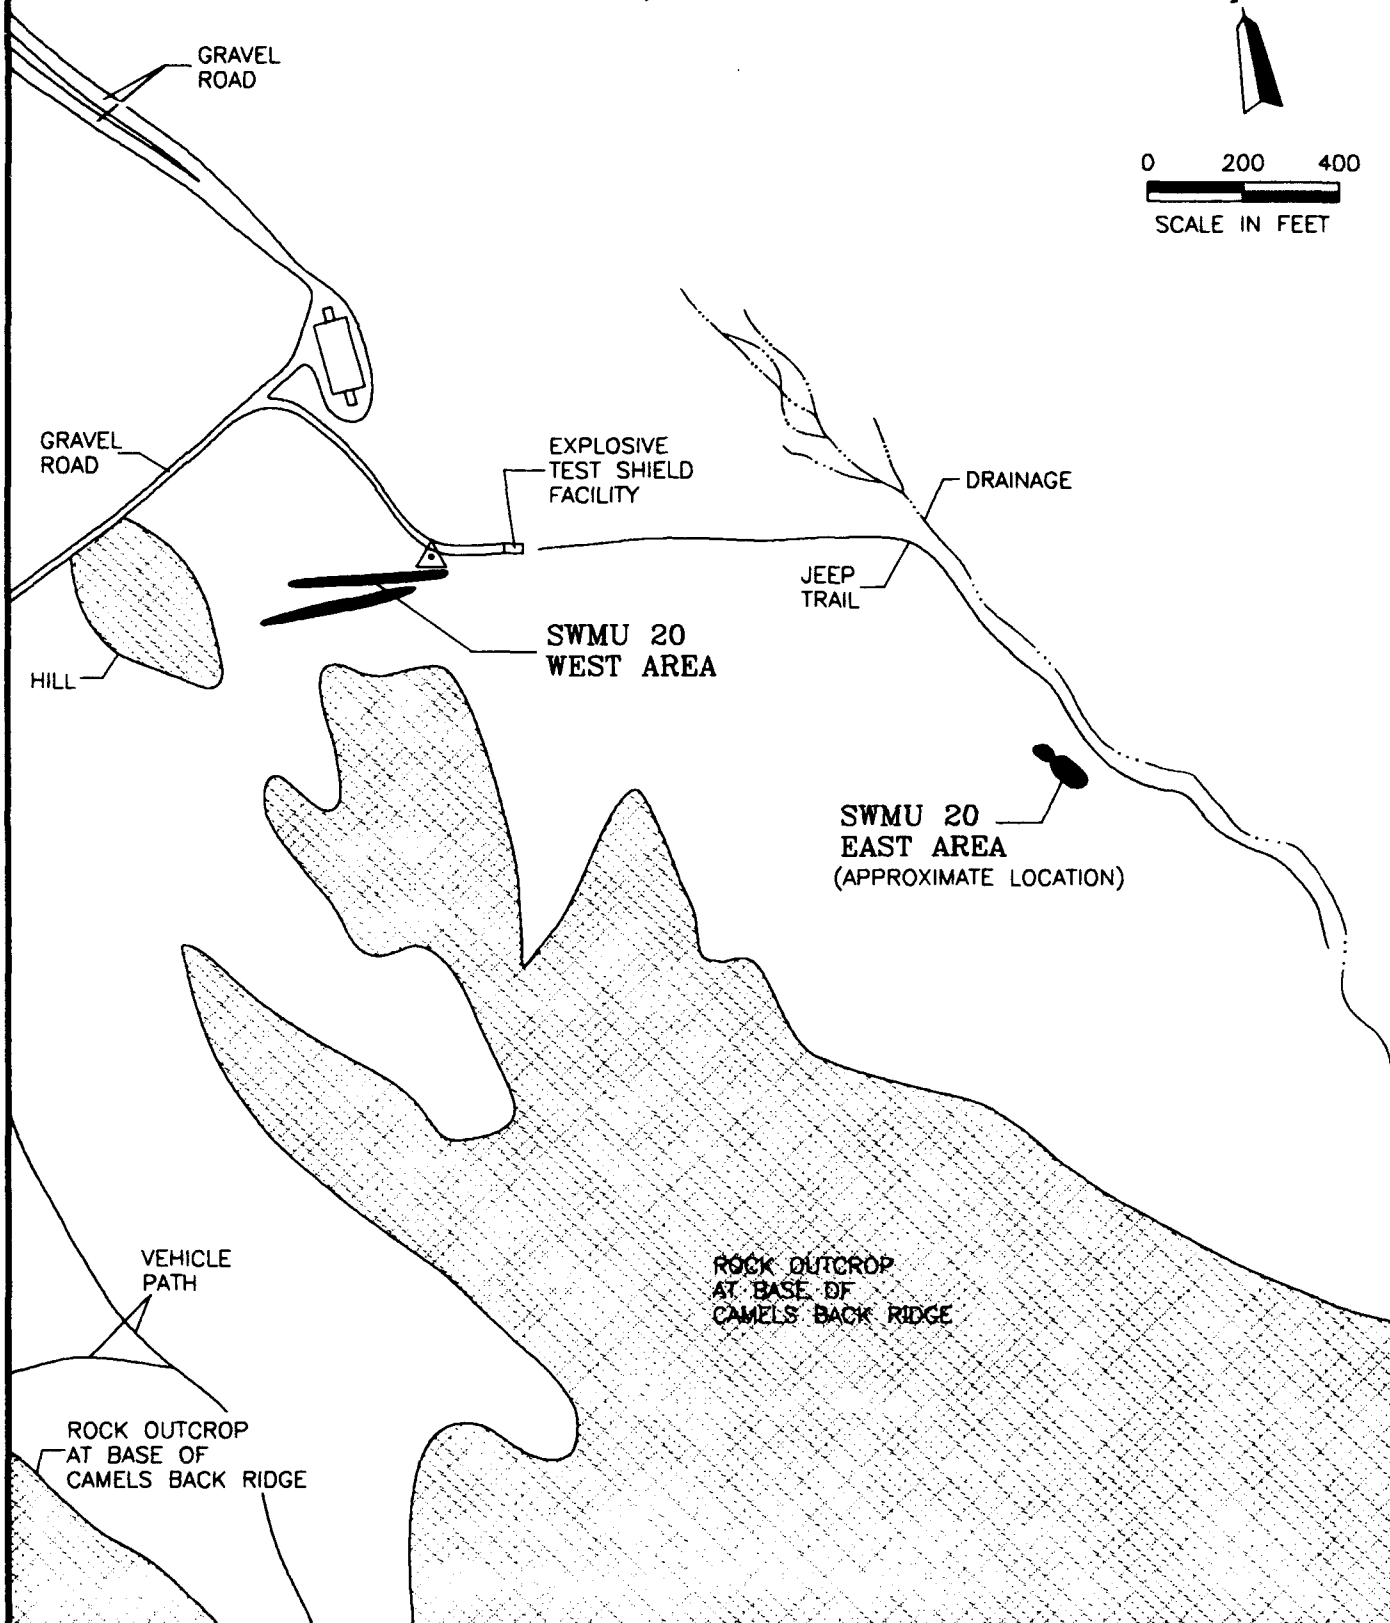 GRAVEL
ROAD
0 200 400
SCALE IN FEET
GRAVEL
ROAD
EXPLOSIVE
TEST SHIELD
FACILITY
DRAINAGE
JEEP
TRAIL
SWMU 20
WEST AREA
HILL
SWMU 20
EAST AREA
(APPROXIMATE LOCATION)
VEHICLE
PATH
ROCK OUTCROP
AT BASE OF
CAMELS BACK RIDGE
ROCK OUTCROP
AT BASE OF
CAMELS BACK RIDGE